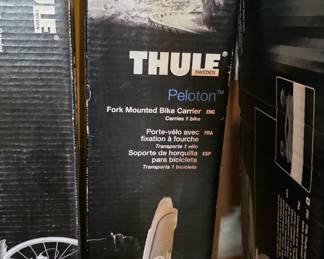 ULE
THULE
SWEDEN
Peloton™
Fork Mounted Bike Carrier ENG
Carries 1 bike
Porte-vélo avec FRA
fixation à fourche
Transporte 1 vélo
Soporte de horquilla ESP
para bicicleta
Transporta 1 bicicleta